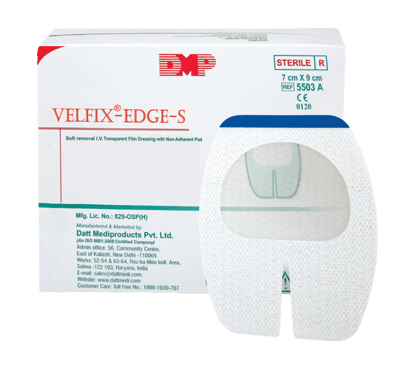 DMP
STERILE R
7 cm X 9 cm
REF 5503 A
CE
0120
VELFIX®-EDGE-S
Soft removal I.V. Transparent Film Dressing with Non-Adherent Pad
Mfg. Lic. No.: 829-OSP(H)
Manufactured & Marketed by:
Datt Mediproducts Pvt. Ltd.
(An ISO 9001:2008 Certified Company)
Admin office: 56, Community Centre,
East of Kailash, New Delhi -110065
Works: 52-54 & 63-64, Roz-ka-Meo Indl. Area,
Sohna -122 103, Haryana, India
E-mail: sales@dattmedi.com
Website: www.dattmedi.com
Customer Care: Toll Free No.: 1800-1030-707